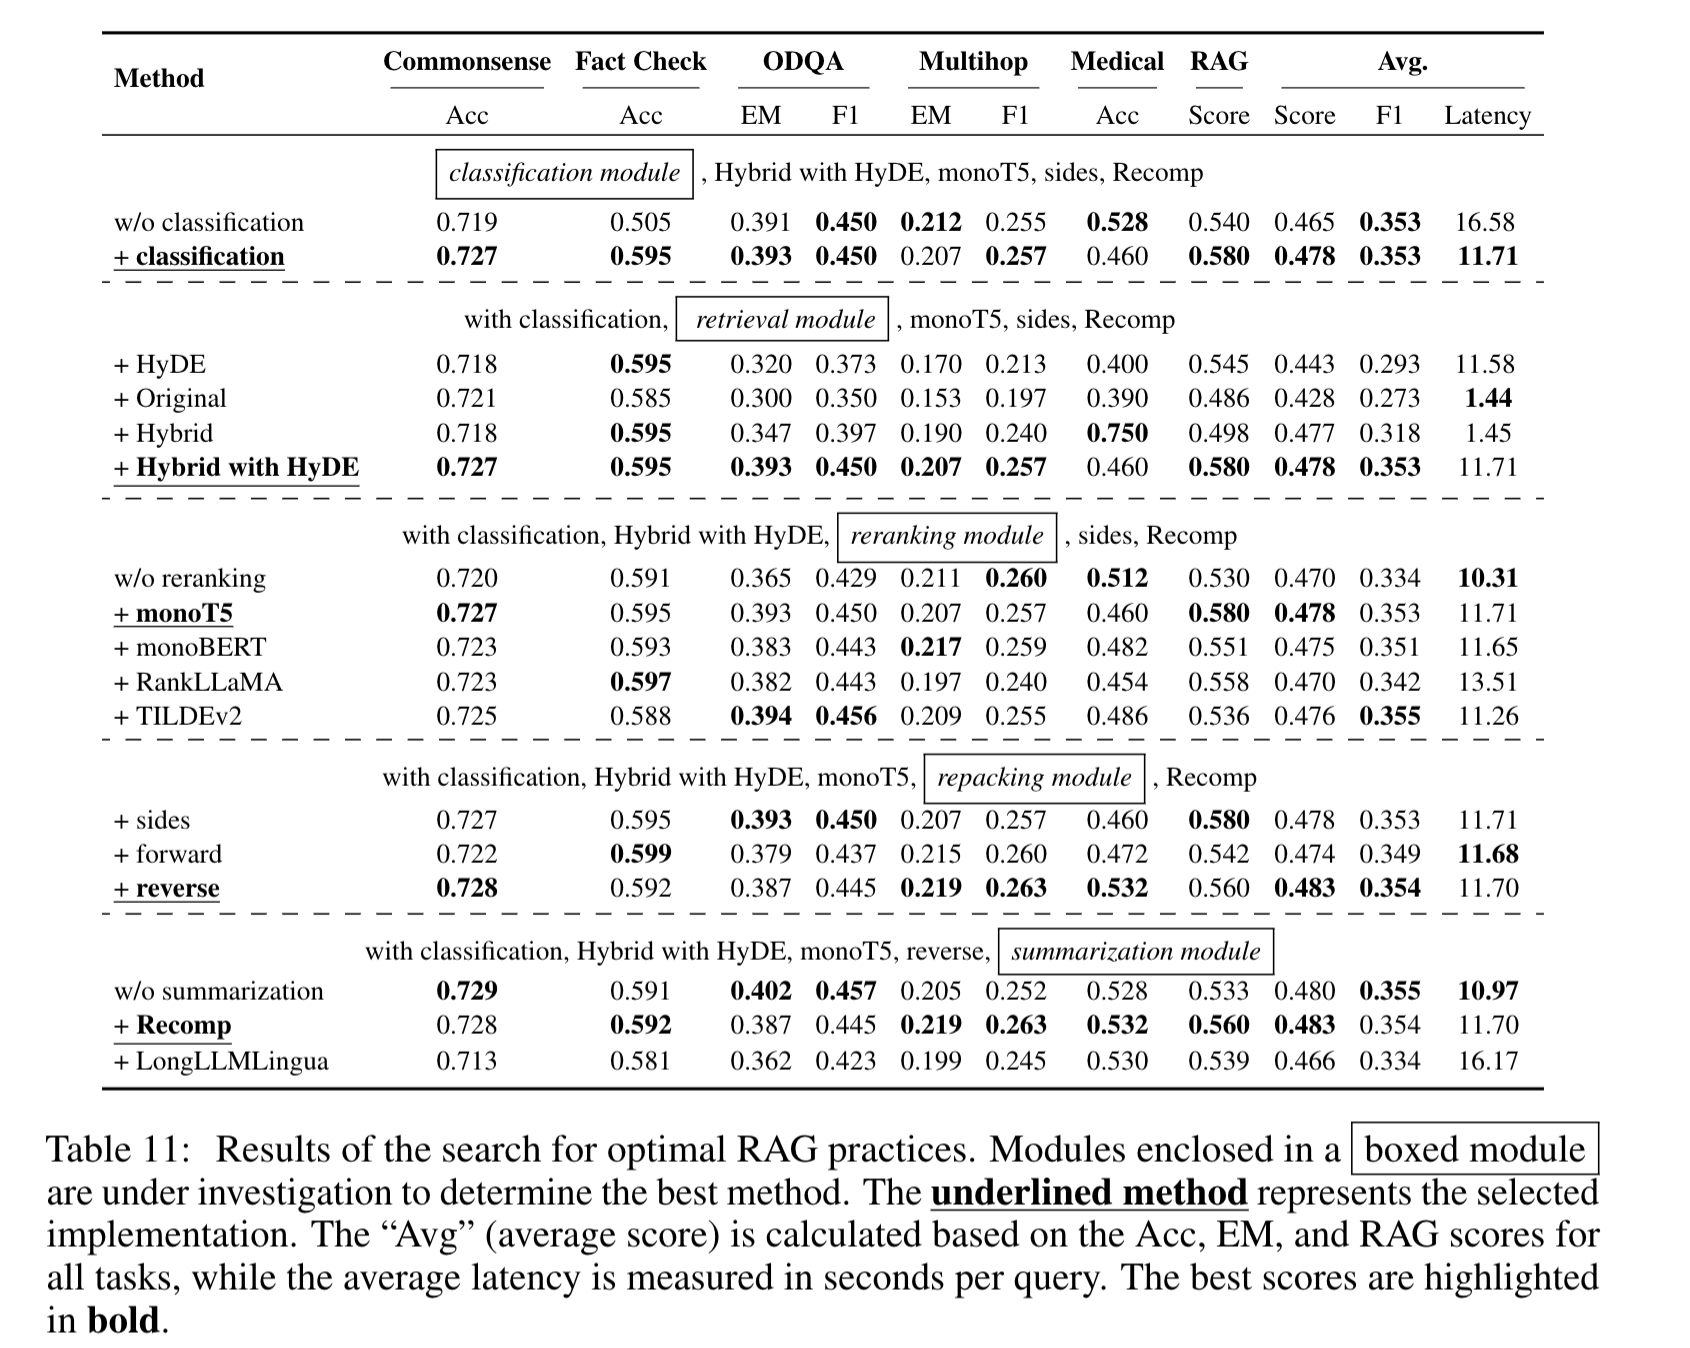 Method Commonsense Fact Check ODQA Multihop Medical RAG Avg.
Acc Acc EM F1 EM F1 Acc Score Score F1 Latency
classification module , Hybrid with HyDE, monoT5, sides, Recomp
w/o classification 0.719 0.505 0.391 0.450 0.212 0.255 0.528 0.540 0.465 0.353 16.58
+ classification 0.727 0.595 0.393 0.450 0.207 0.257 0.460 0.580 0.478 0.353 11.71
with classification, retrieval module , monoT5, sides, Recomp
+ HyDE 0.718 0.595 0.320 0.373 0.170 0.213 0.400 0.545 0.443 0.293 11.58
+ Original 0.721 0.585 0.300 0.350 0.153 0.197 0.390 0.486 0.428 0.273 1.44
+ Hybrid 0.718 0.595 0.347 0.397 0.190 0.240 0.750 0.498 0.477 0.318 1.45
+ Hybrid with HyDE 0.727 0.595 0.393 0.450 0.207 0.257 0.460 0.580 0.478 0.353 11.71
with classification, Hybrid with HyDE, reranking module , sides, Recomp
w/o reranking 0.720 0.591 0.365 0.429 0.211 0.260 0.512 0.530 0.470 0.334 10.31
+ monoT5 0.727 0.595 0.393 0.450 0.207 0.257 0.460 0.580 0.478 0.353 11.71
+ monoBERT 0.723 0.593 0.383 0.443 0.217 0.259 0.482 0.551 0.475 0.351 11.65
+ RankLLaMA 0.723 0.597 0.382 0.443 0.197 0.240 0.454 0.558 0.470 0.342 13.51
+ TILDEv2 0.725 0.588 0.394 0.456 0.209 0.255 0.486 0.536 0.476 0.355 11.26
with classification, Hybrid with HyDE, monoT5, repacking module , Recomp
+ sides 0.727 0.595 0.393 0.450 0.207 0.257 0.460 0.580 0.478 0.353 11.71
+ forward 0.722 0.599 0.379 0.437 0.215 0.260 0.472 0.542 0.474 0.349 11.68
+ reverse 0.728 0.592 0.387 0.445 0.219 0.263 0.532 0.560 0.483 0.354 11.70
with classification, Hybrid with HyDE, monoT5, reverse, summarization module
w/o summarization 0.729 0.591 0.402 0.457 0.205 0.252 0.528 0.533 0.480 0.355 10.97
+ Recomp 0.728 0.592 0.387 0.445 0.219 0.263 0.532 0.560 0.483 0.354 11.70
+ LongLLMLingua 0.713 0.581 0.362 0.423 0.199 0.245 0.530 0.539 0.466 0.334 16.17
Table 11: Results of the search for optimal RAG practices. Modules enclosed in a boxed module
are under investigation to determine the best method. The underlined method represents the selected
implementation. The “Avg” (average score) is calculated based on the Acc, EM, and RAG scores for
all tasks, while the average latency is measured in seconds per query. The best scores are highlighted
in bold.